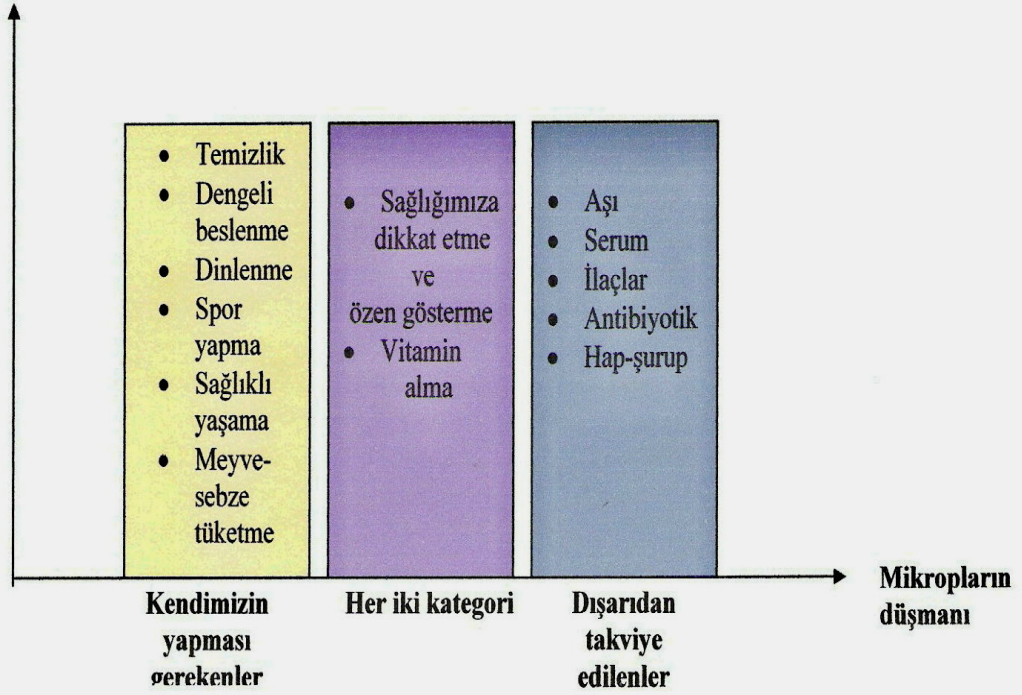 • Temizlik
• Dengeli
beslenme
• Dinlenme
• Spor
yapma
• Sağlıklı
yaşama
• Meyve-
sebze
tüketme
• Sağlığımıza
dikkat etme
ve
özen gösterme
• Vitamin
alma
• Aşı
• Serum
• İlaçlar
• Antibiyotik
• Hap-şurup
Kendimizin
yapması
gerekenler
Her iki kategori
Dışarıdan
takviye
edilenler
Mikropların
düşmanı